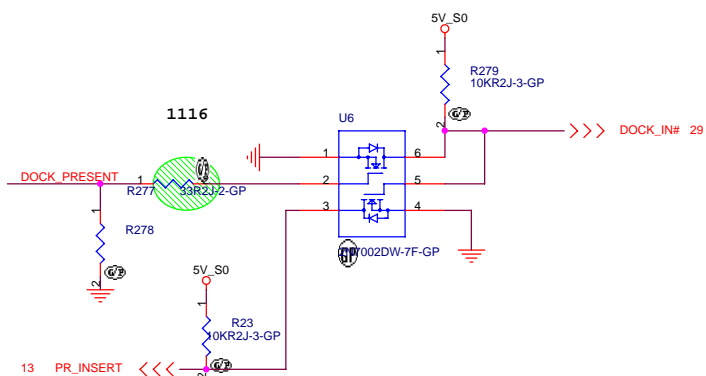 5V_S0
1
R279
10KR2J-3-GP
G/P
2
1116
U6
DOCK_IN# 29
1
6
DOCK_PRESENT
1
R277
33R2J-2-GP
2
5
1
R278
G/P
2
3
4
GP
7002DW-7F-GP
5V_S0
1
R23
10KR2J-3-GP
G/P
2
13 PR_INSERT